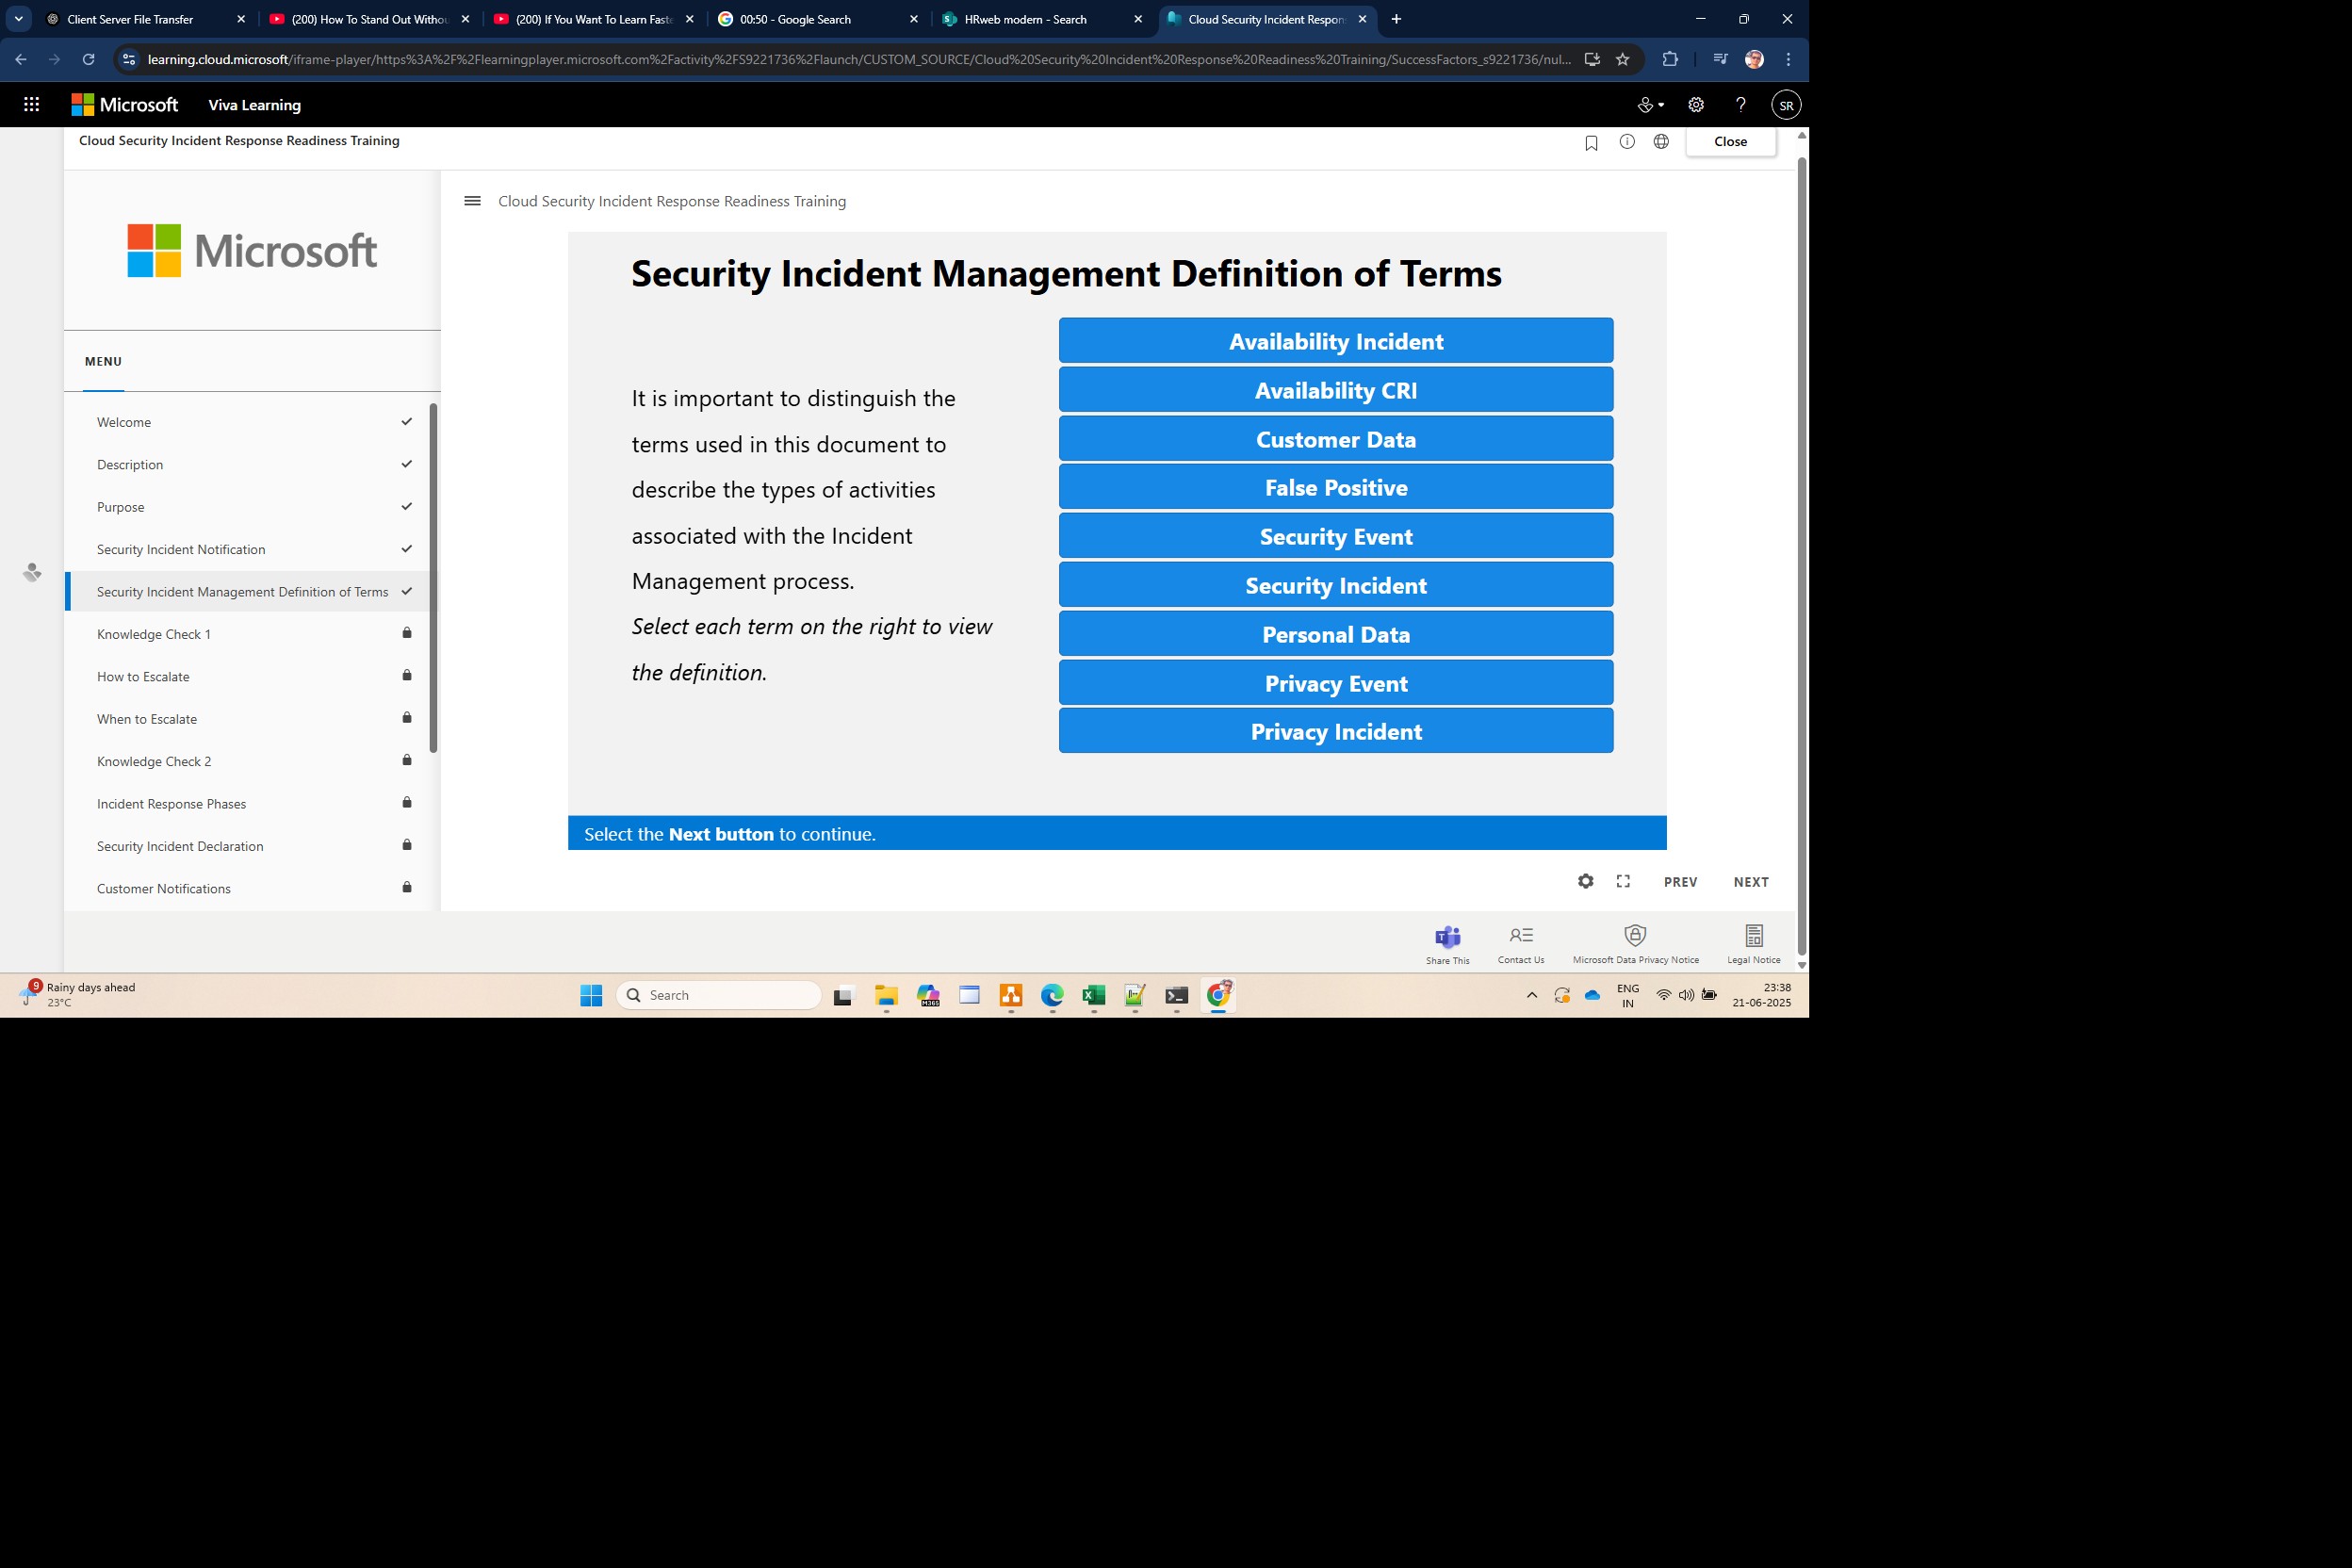 Client Server File Transfer
(200) How To Stand Out Withou
(200) If You Want To Learn Faste
00:50 - Google Search
HRweb modern - Search
Cloud Security Incident Respon
learning.cloud.microsoft/iframe-player/https%3A%2F%2Flearningplayer.microsoft.com%2Factivity%2FS9221736%2Flaunch/CUSTOM_SOURCE/Cloud%20Security%20Incident%20Response%20Readiness%20Training/SuccessFactors_s9221736/nul...
Microsoft
Viva Learning
SR
Cloud Security Incident Response Readiness Training
Close
Microsoft
MENU
Welcome
Description
Purpose
Security Incident Notification
Security Incident Management Definition of Terms
Knowledge Check 1
How to Escalate
When to Escalate
Knowledge Check 2
Incident Response Phases
Security Incident Declaration
Customer Notifications
Cloud Security Incident Response Readiness Training
Security Incident Management Definition of Terms
It is important to distinguish the
terms used in this document to
describe the types of activities
associated with the Incident
Management process.
Select each term on the right to view
the definition.
Availability Incident
Availability CRI
Customer Data
False Positive
Security Event
Security Incident
Personal Data
Privacy Event
Privacy Incident
Select the Next button to continue.
PREV
NEXT
Share This
Contact Us
Microsoft Data Privacy Notice
Legal Notice
9
Rainy days ahead
23°C
Search
M365
ENG
IN
23:38
21-06-2025